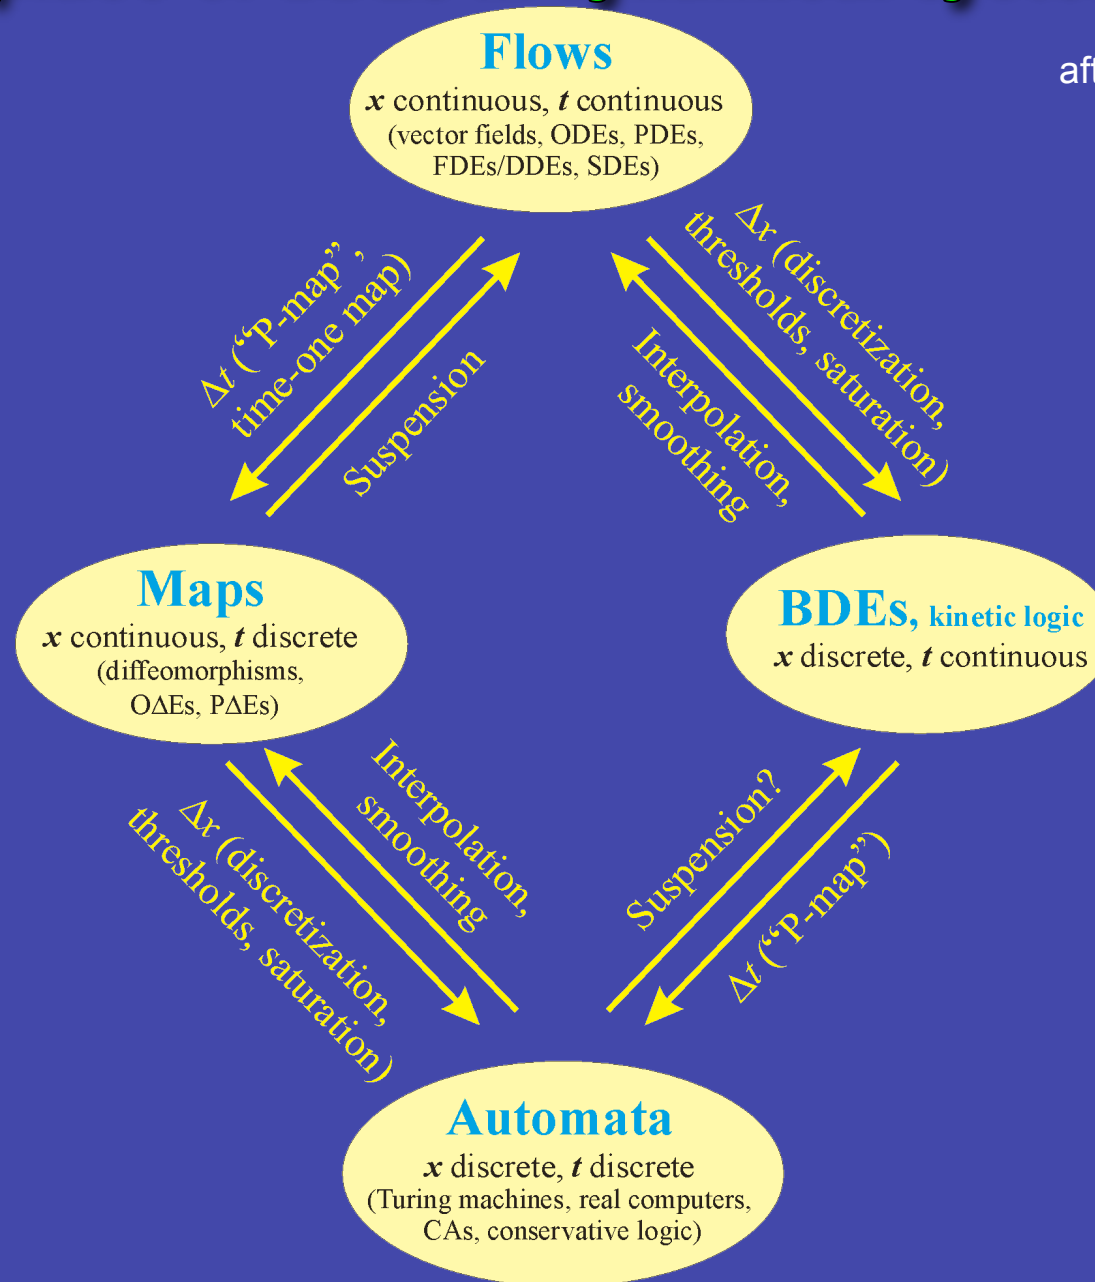 aft
Flows
x continuous, t continuous
(vector fields, ODEs, PDEs,
FDEs/DDEs, SDEs)
Δt (“P-map”,
time-one map)
Suspension
Δx (discretization,
thresholds, saturation)
Interpolation,
smoothing
Maps
x continuous, t discrete
(diffeomorphisms,
OΔEs, PΔEs)
BDEs, kinetic logic
x discrete, t continuous
Interpolation,
smoothing
Δx (discretization,
thresholds, saturation)
Suspension?
Δt (“P-map”)
Automata
x discrete, t discrete
(Turing machines, real computers,
CAs, conservative logic)